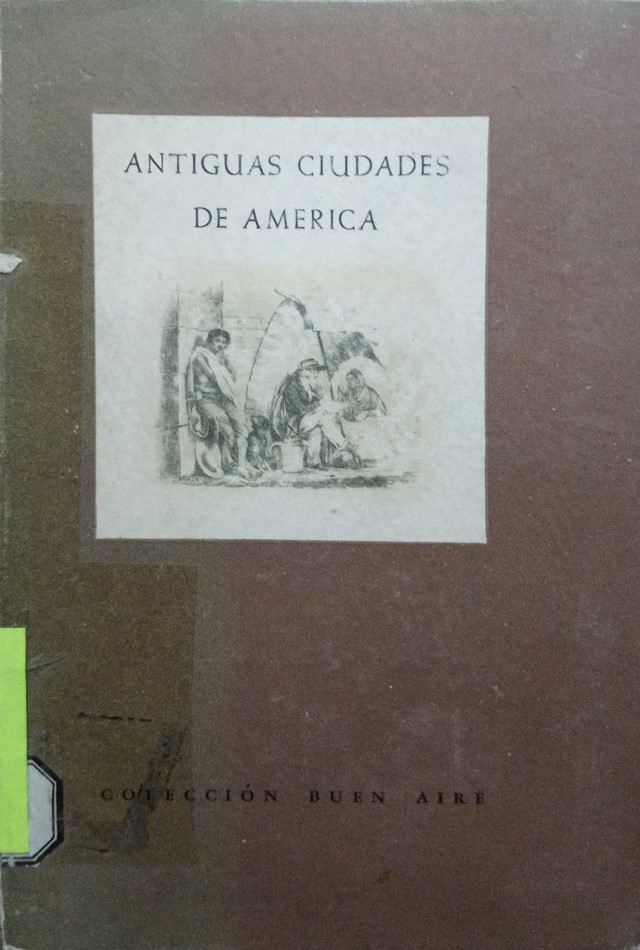 ANTIGUAS CIUDADES
DE AMERICA
COLECCIÓN BUEN AIRE